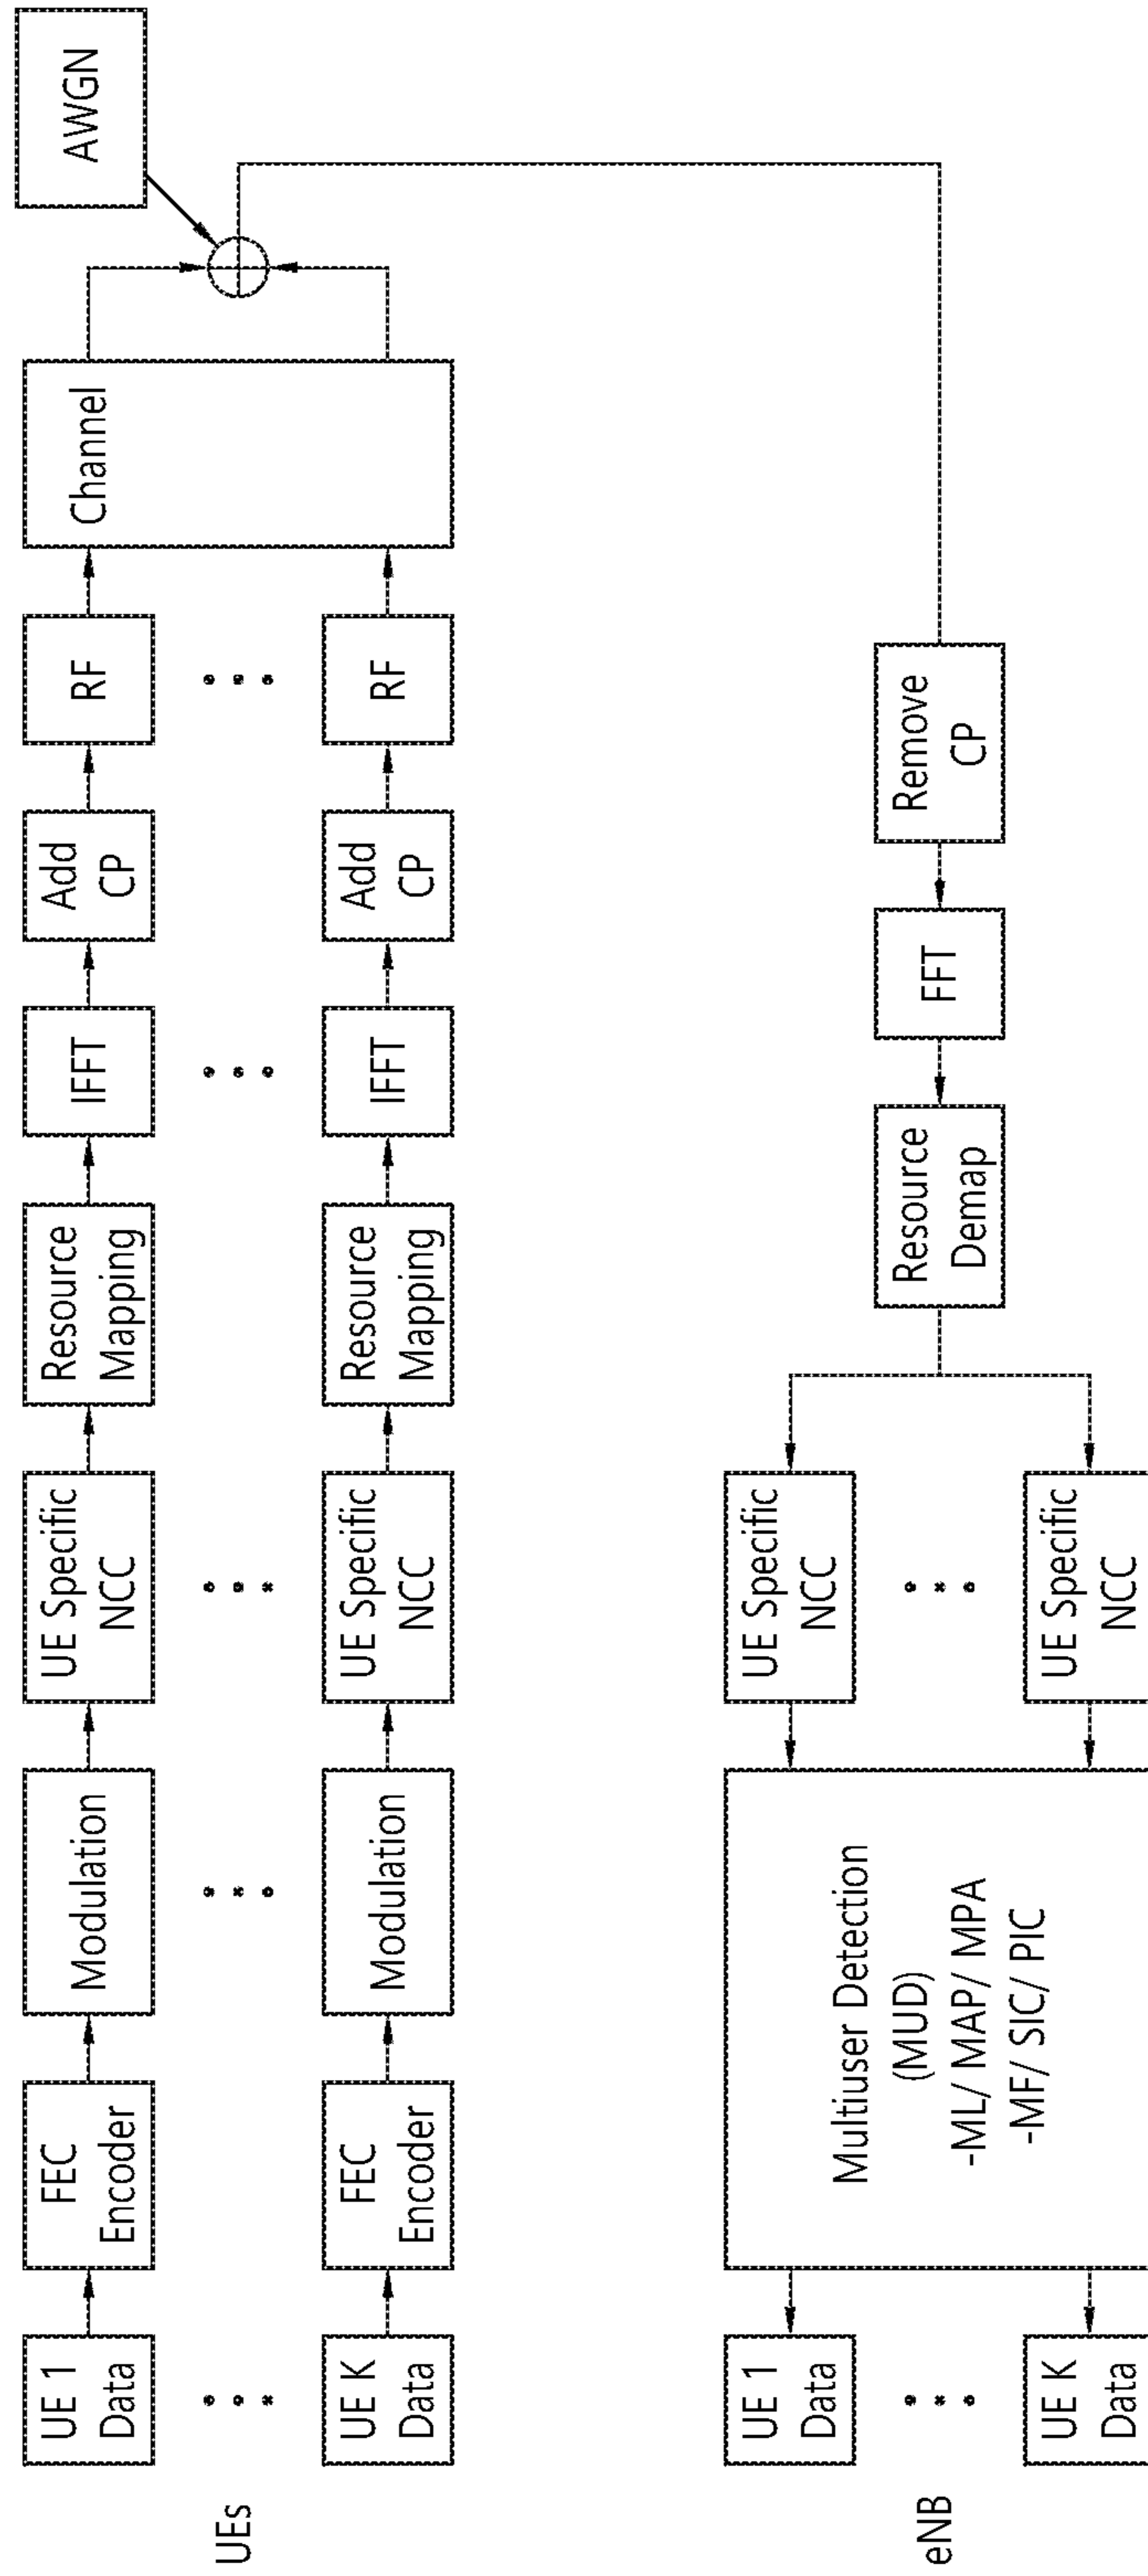 UEs
UE 1
Data
FEC
Encoder
Modulation
UE Specific
NCC
Resource
Mapping
IFFT
Add
CP
RF
Channel
AWGN
UE K
Data
FEC
Encoder
Modulation
UE Specific
NCC
Resource
Mapping
IFFT
Add
CP
RF
eNB
UE 1
Data
UE K
Data
Multiuser Detection
(MUD)
-ML/ MAP/ MPA
-MF/ SIC/ PIC
UE Specific
NCC
UE Specific
NCC
Resource
Demap
FFT
Remove
CP